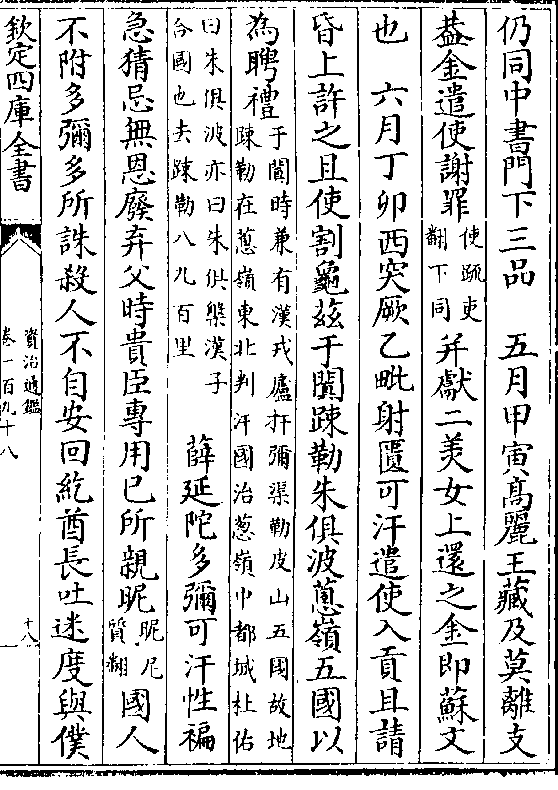 仍同中書門下三品　五月甲寅髙麗王藏及莫離支
葢金遣使謝罪使疏吏翻下同并獻二美女上還之金即蘇文
也　六月丁卯西突厥乙毗射匱可汗遣使入貢且請
昏上許之且使割龜兹于闐踈勒朱俱波蔥嶺五國以
為聘禮于闐時兼有漢戎盧扜彌渠勒皮山五國故地踈勒在蔥嶺東北判汗國治蔥嶺中都城杜佑
曰朱俱波亦曰朱俱槃漢子合國也去踈勒八九百里　薛延陀多彌可汗性褊
急猜忌無恩廢弃父時貴臣專用已所親昵昵尼質翻國人
不附多彌多所誅殺人不自安回紇酋長吐迷度與僕
欽定四庫全書
資治通鑑
卷一百九十八
十八